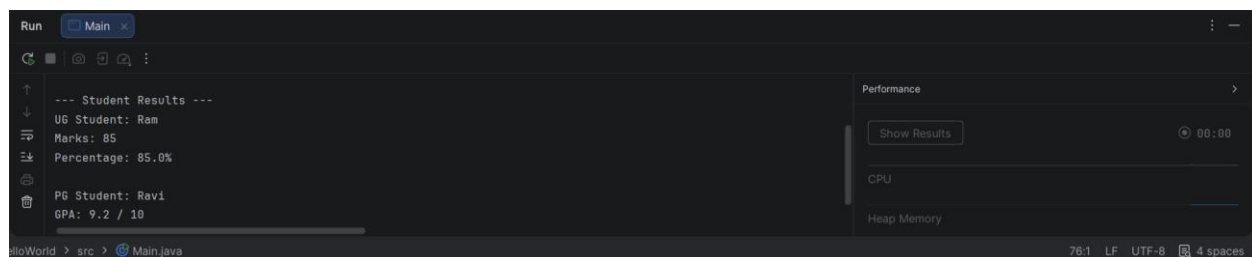 Run
Main
--- Student Results ---
UG Student: Ram
Marks: 85
Percentage: 85.0%
PG Student: Ravi
GPA: 9.2 / 10
Performance
Show Results
00:00
CPU
Heap Memory
elloWorld > src > Main.java
76:1 LF UTF-8 4 spaces